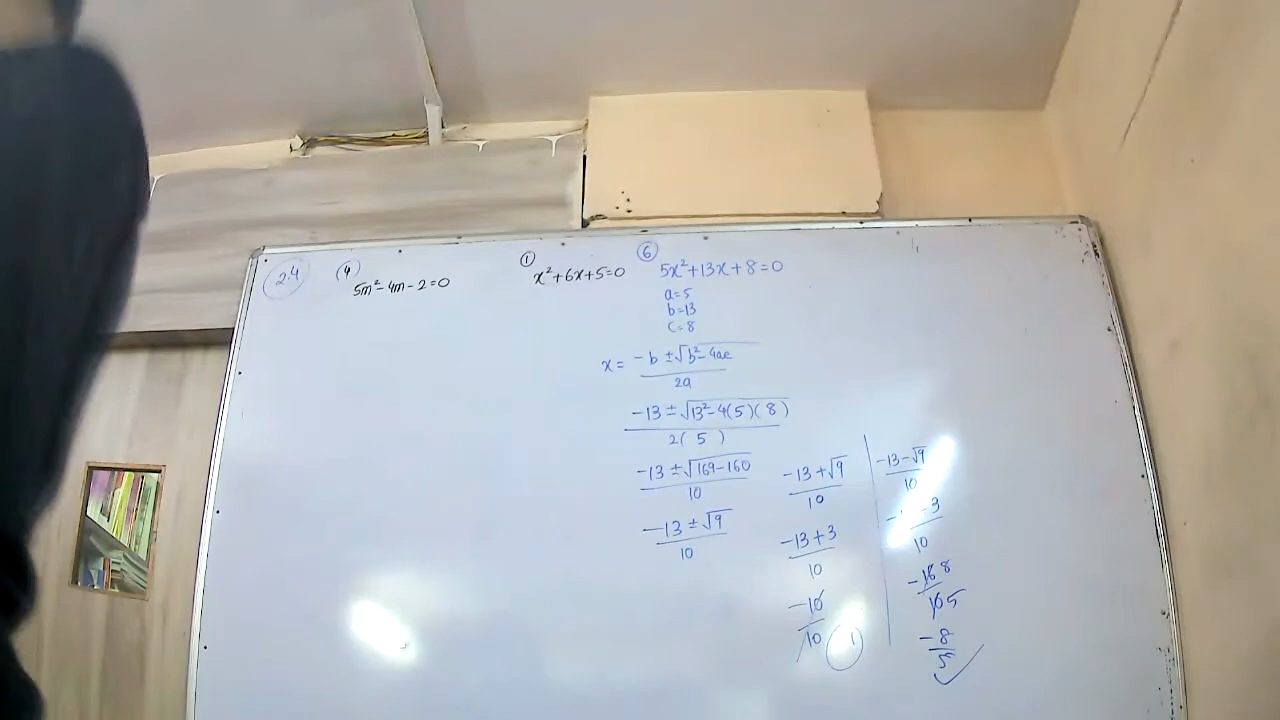 2.4
④
5m²-4m-2=0
①
x²+6x+5=0
⑥
5x²+13x+8=0
a=5
b=13
c=8
x = (-b ± √(b²-4ac))/2a
(-13 ± √(13²-4(5)(8)))/2(5)
(-13 ± √(169-160))/10
(-13 ± √9)/10
(-13+√9)/10
(-13+3)/10
-10/10
1
(-13-√9)/10
3
10
-16 8
10 5
-8/5